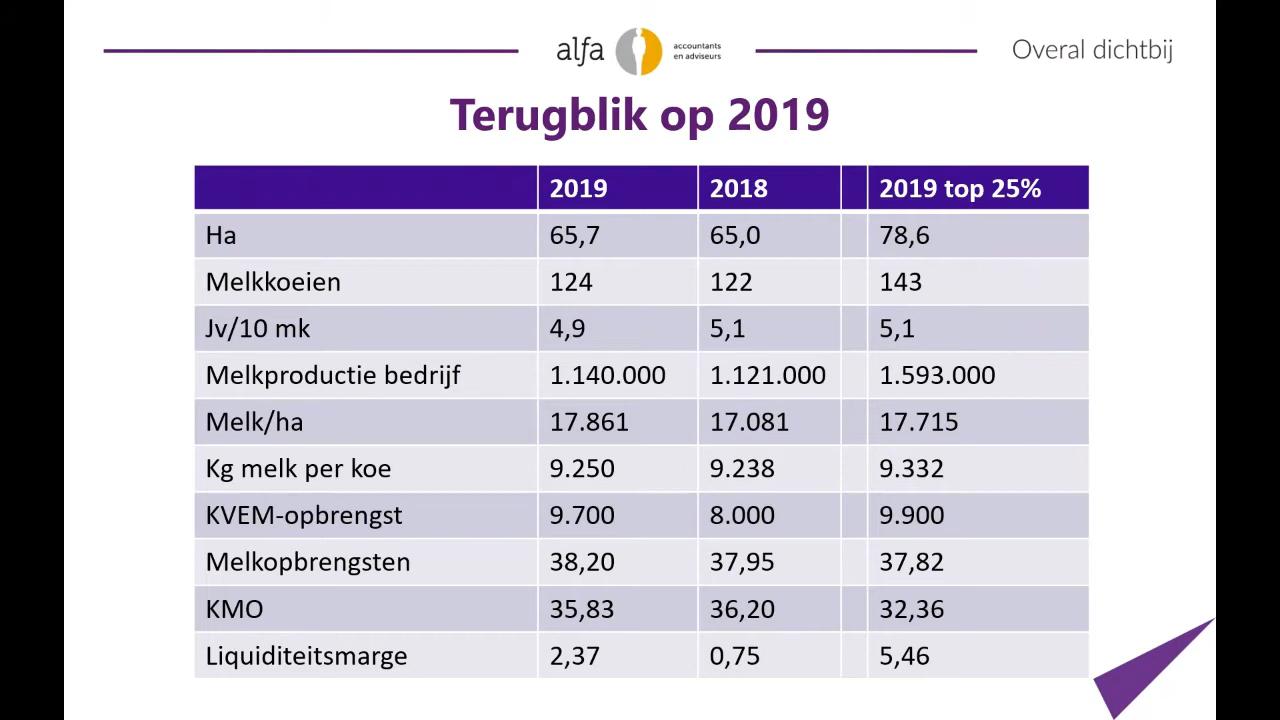 alfa accountants en adviseurs
Overal dichtbij
Terugblik op 2019
2019 2018 2019 top 25%
Ha 65,7 65,0 78,6
Melkkoeien 124 122 143
Jv/10 mk 4,9 5,1 5,1
Melkproductie bedrijf 1.140.000 1.121.000 1.593.000
Melk/ha 17.861 17.081 17.715
Kg melk per koe 9.250 9.238 9.332
KVEM-opbrengst 9.700 8.000 9.900
Melkopbrengsten 38,20 37,95 37,82
KMO 35,83 36,20 32,36
Liquiditeitsmarge 2,37 0,75 5,46